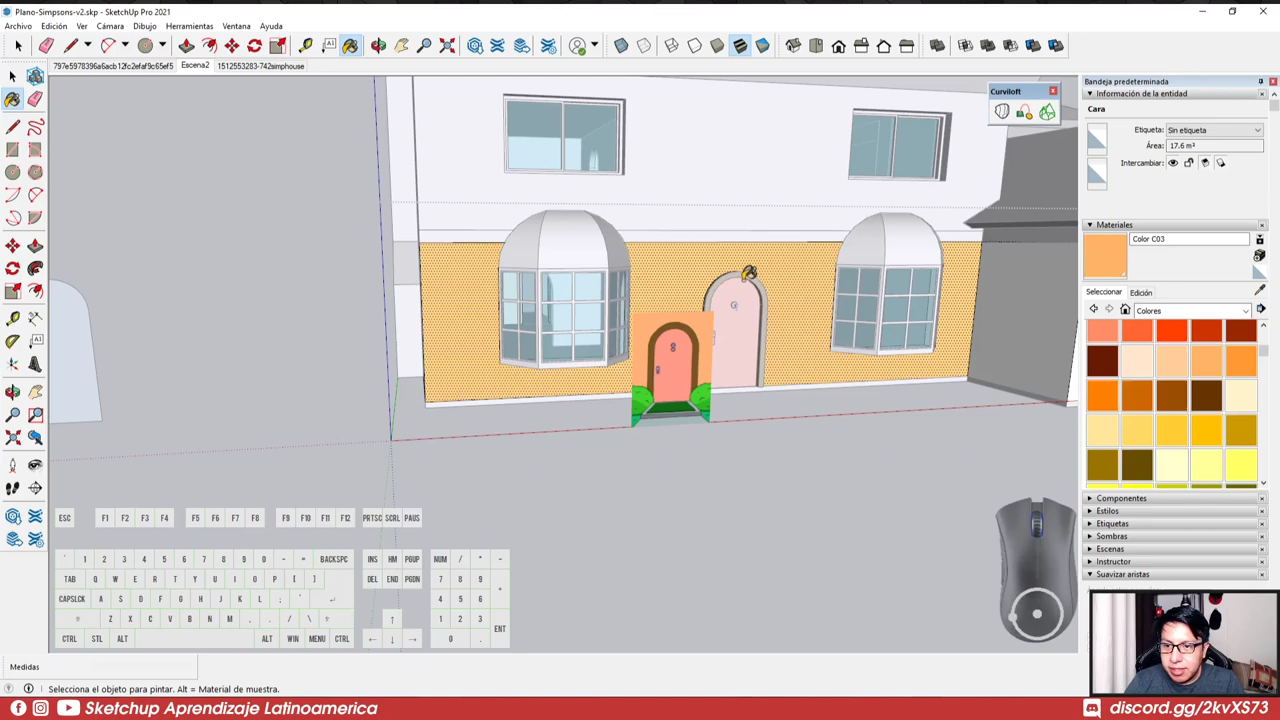 Plano-Simpsons-v2.skp - SketchUp Pro 2021
Archivo Edición Ver Cámara Dibujo Herramientas Ventana Ayuda
797e5978396a6acb12fc2efaf9c65ef5 Escena2 1512553283-742simphouse
Curviloft
Bandeja predeterminada
Información de la entidad
Cara
Etiqueta: Sin etiqueta
Área: 17.6 m²
Intercambiar:
Materiales
Color C03
Seleccionar Edición
Colores
Componentes
Estilos
Etiquetas
Sombras
Escenas
Instructor
Suavizar aristas
ESC F1 F2 F3 F4 F5 F6 F7 F8 F9 F10 F11 F12 PRTSC SCRL PAUS
` 1 2 3 4 5 6 7 8 9 0 - = BACKSPC INS HM PGUP NUM / * -
TAB Q W E R T Y U I O P [ ] DEL END PGDN 7 8 9 +
CAPSLCK A S D F G H J K L ; ' 4 5 6
Z X C V B N M , . / \ ↑ 1 2 3 ENT
CTRL STL ALT ALT WIN MENU CTRL ← ↓ → 0 .
Medidas
Selecciona el objeto para pintar. Alt = Material de muestra.
Sketchup Aprendizaje Latinoamerica discord.gg/2kvXS73